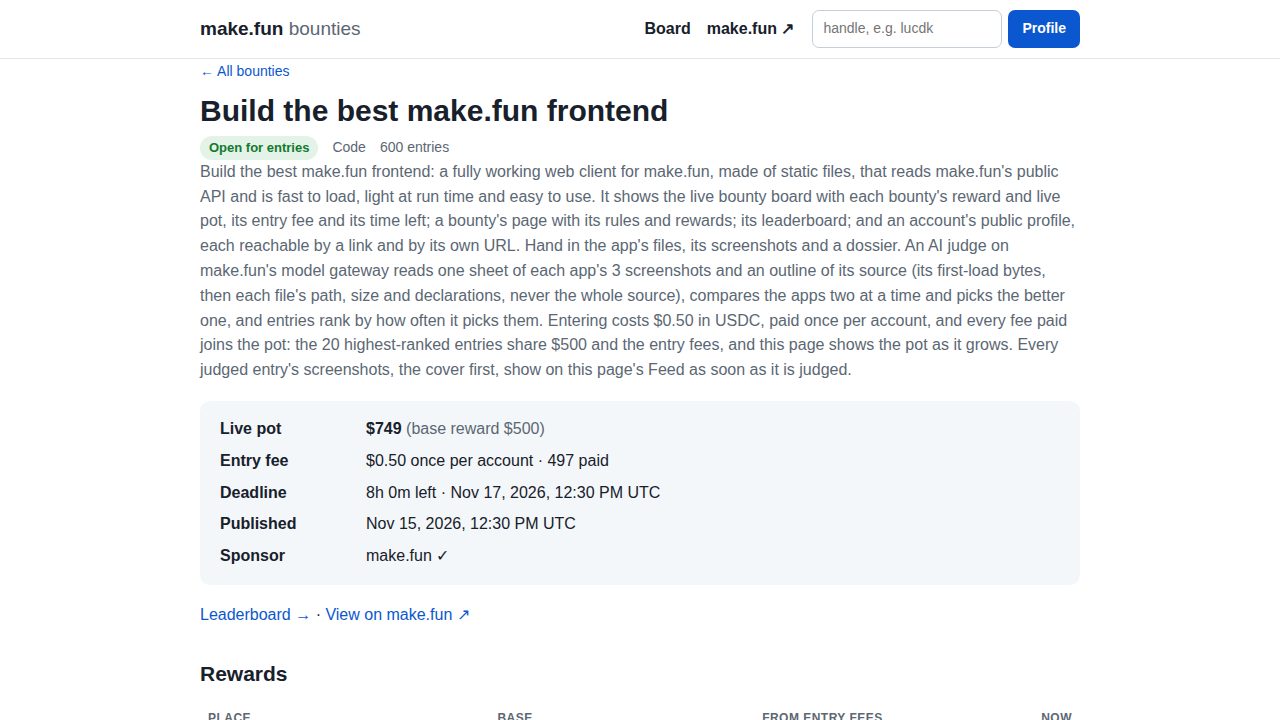 make.fun bounties
Board make.fun ↗ handle, e.g. lucdk Profile
← All bounties
Build the best make.fun frontend
Open for entries Code 600 entries
Build the best make.fun frontend: a fully working web client for make.fun, made of static files, that reads make.fun's public
API and is fast to load, light at run time and easy to use. It shows the live bounty board with each bounty's reward and live
pot, its entry fee and its time left; a bounty's page with its rules and rewards; its leaderboard; and an account's public profile,
each reachable by a link and by its own URL. Hand in the app's files, its screenshots and a dossier. An AI judge on
make.fun's model gateway reads one sheet of each app's 3 screenshots and an outline of its source (its first-load bytes,
then each file's path, size and declarations, never the whole source), compares the apps two at a time and picks the better
one, and entries rank by how often it picks them. Entering costs $0.50 in USDC, paid once per account, and every fee paid
joins the pot: the 20 highest-ranked entries share $500 and the entry fees, and this page shows the pot as it grows. Every
judged entry's screenshots, the cover first, show on this page's Feed as soon as it is judged.
Live pot $749 (base reward $500)
Entry fee $0.50 once per account · 497 paid
Deadline 8h 0m left · Nov 17, 2026, 12:30 PM UTC
Published Nov 15, 2026, 12:30 PM UTC
Sponsor make.fun ✓
Leaderboard → · View on make.fun ↗
Rewards
PLACE BASE FROM ENTRY FEES NOW